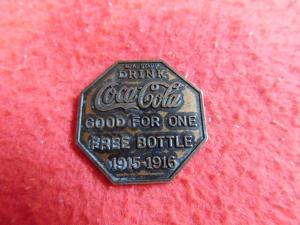 DRINK
Coca-Cola
GOOD FOR ONE
FREE BOTTLE
1915-1916